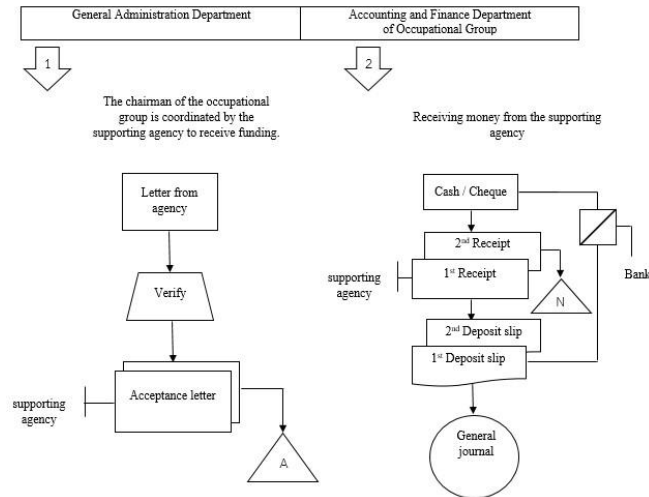 General Administration Department
Accounting and Finance Department
of Occupational Group
1
2
The chairman of the occupational
group is coordinated by the
supporting agency to receive funding.
Receiving money from the supporting
agency
Letter from
agency
Verify
Acceptance letter
supporting
agency
A
Cash / Cheque
2nd Receipt
1st Receipt
supporting
agency
N
Bank
2nd Deposit slip
1st Deposit slip
General
journal